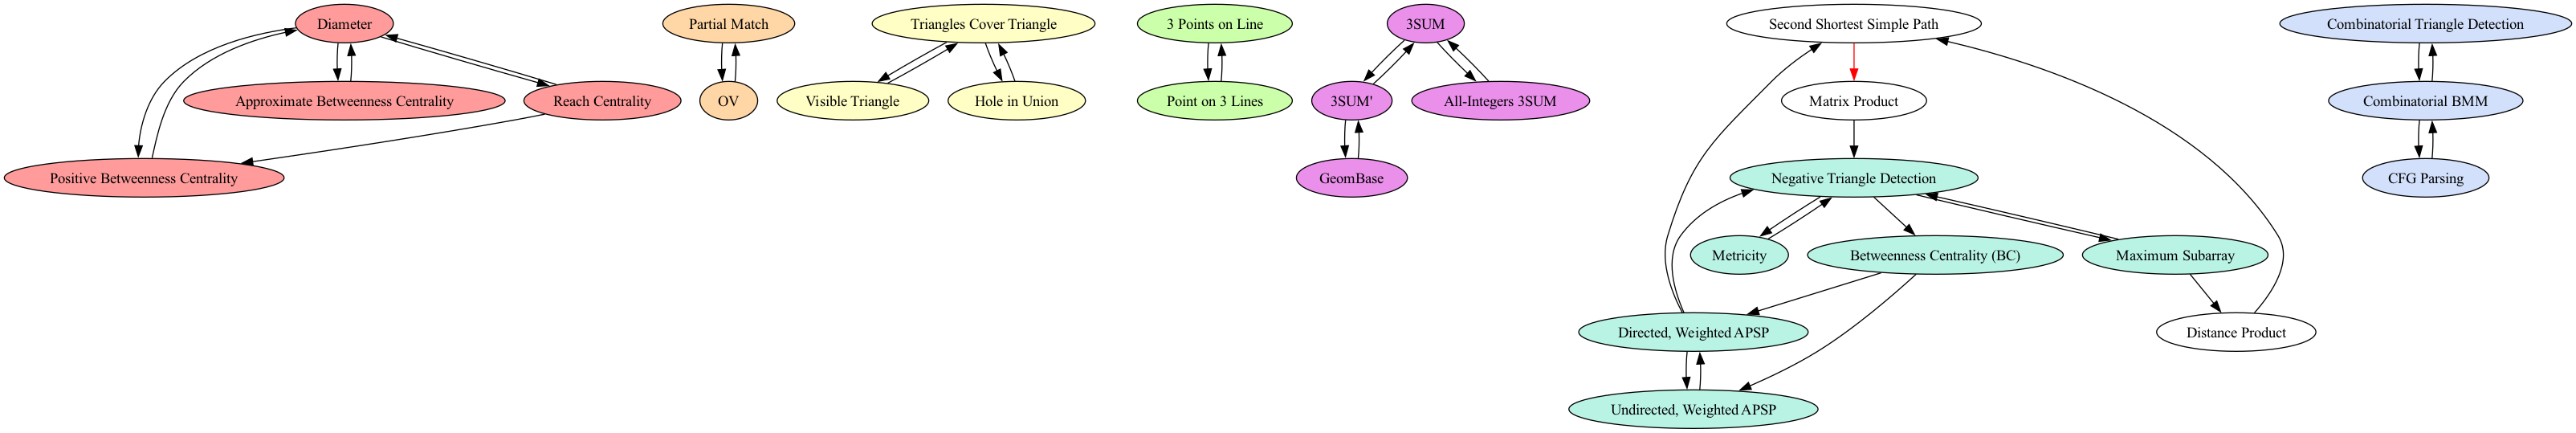 Diameter
Partial Match
Triangles Cover Triangle
3 Points on Line
3SUM
Second Shortest Simple Path
Combinatorial Triangle Detection
Approximate Betweenness Centrality
Reach Centrality
OV
Visible Triangle
Hole in Union
Point on 3 Lines
3SUM'
All-Integers 3SUM
Matrix Product
Combinatorial BMM
Positive Betweenness Centrality
GeomBase
Negative Triangle Detection
CFG Parsing
Metricity
Betweenness Centrality (BC)
Maximum Subarray
Directed, Weighted APSP
Distance Product
Undirected, Weighted APSP